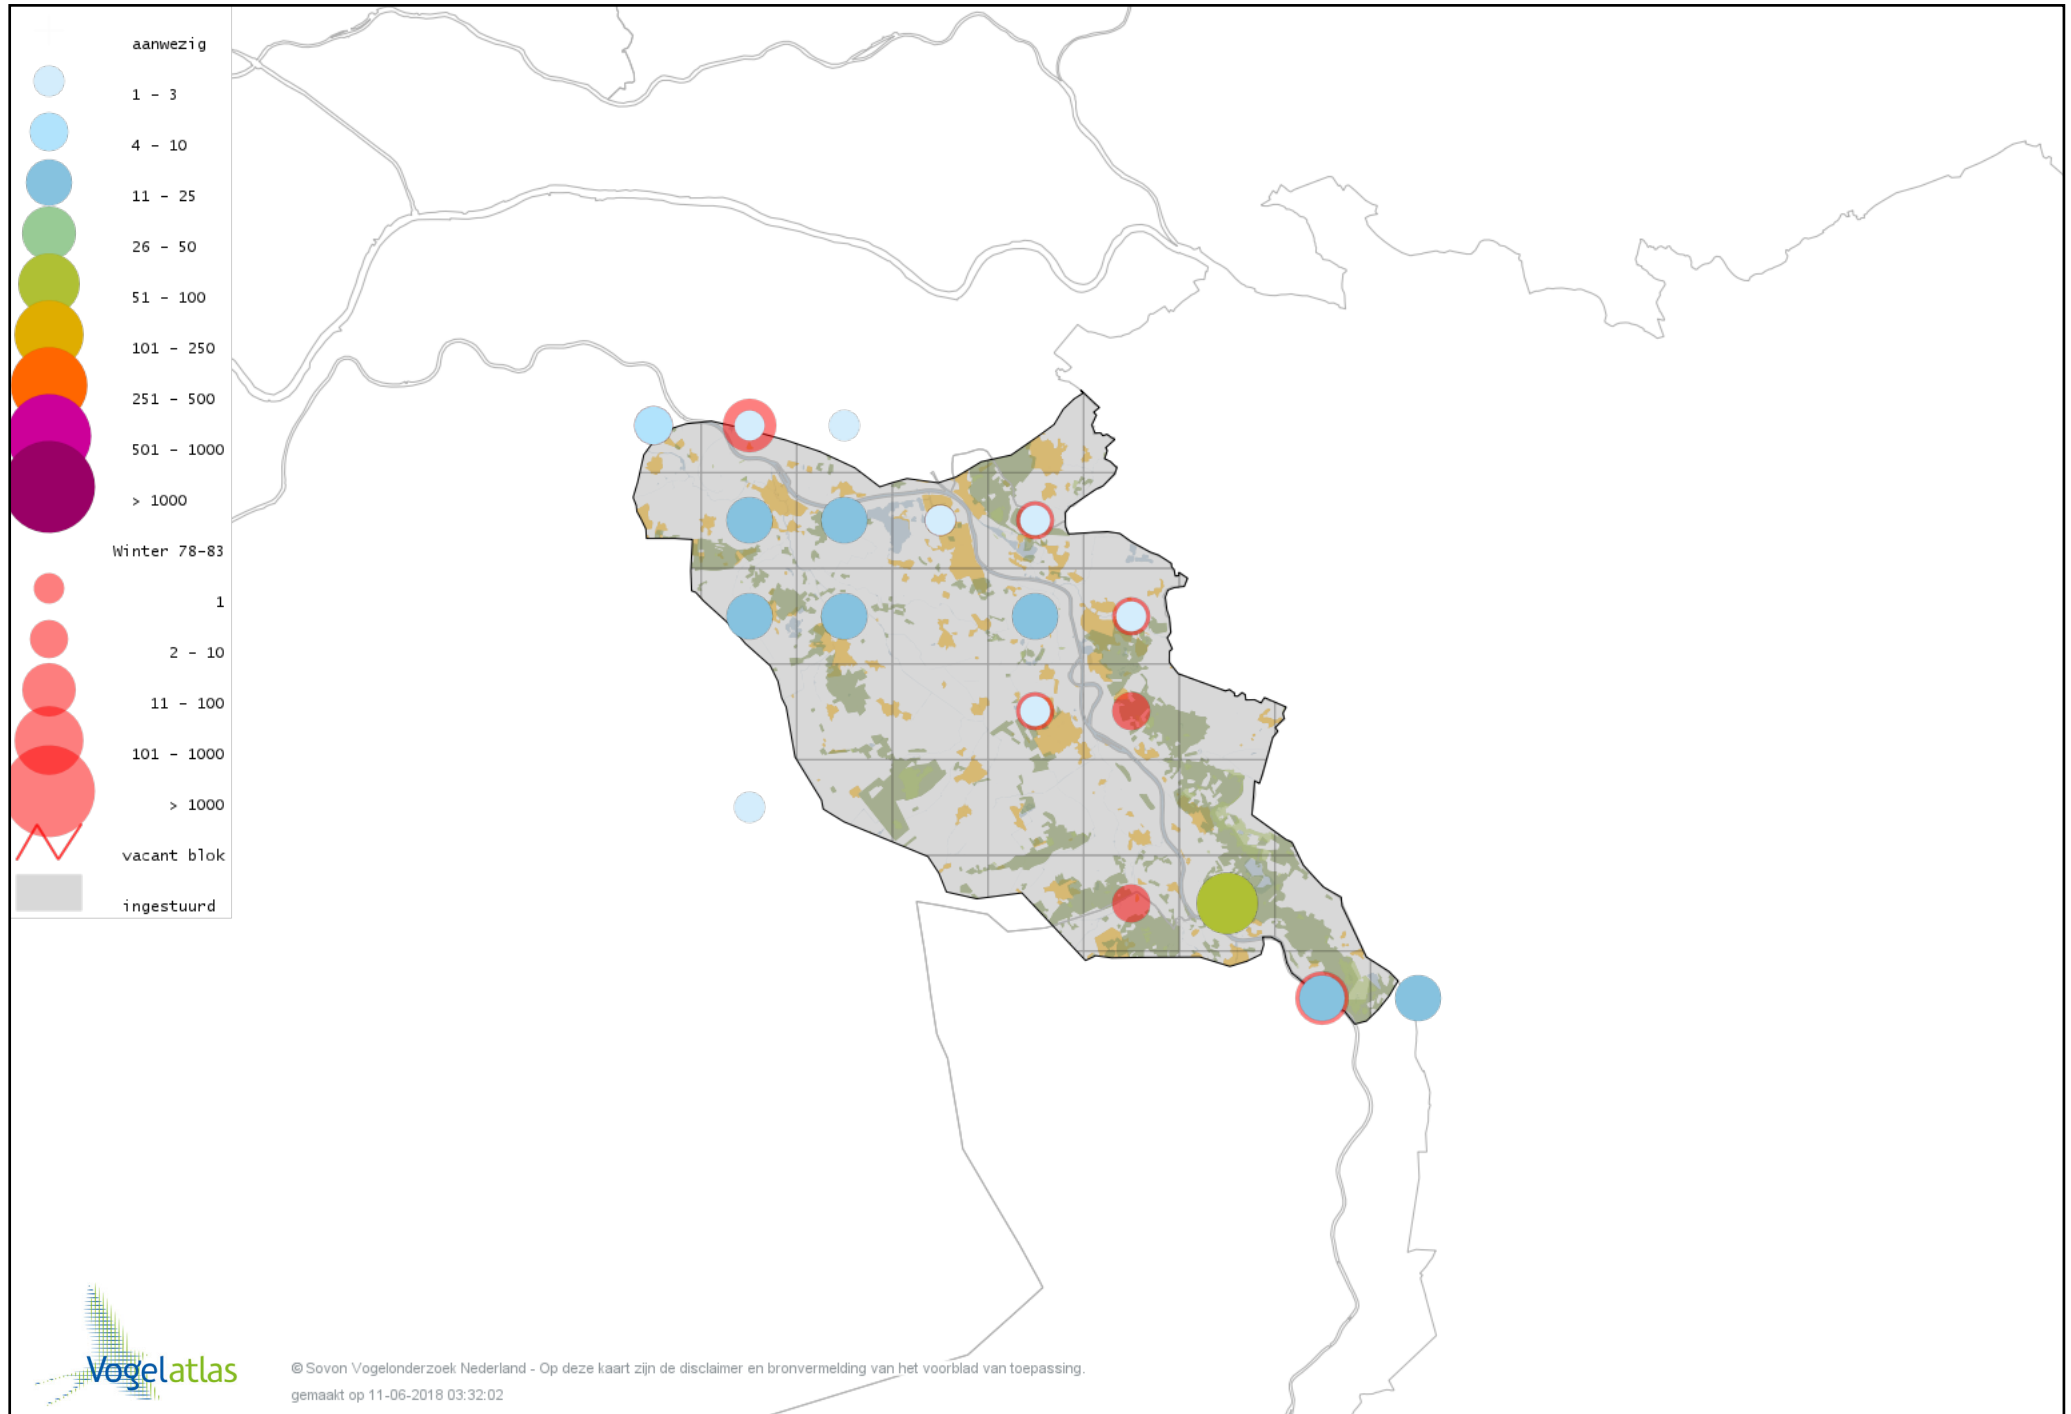 aanwezig
1 - 3
4 - 10
11 - 25
26 - 50
51 - 100
101 - 250
251 - 500
501 - 1000
> 1000
Winter 78-83
1
2 - 10
11 - 100
101 - 1000
> 1000
vacant blok
ingestuurd
Vogelatlas
© Sovon Vogelonderzoek Nederland - Op deze kaart zijn de disclaimer en bronvermelding van het voorblad van toepassing.
gemaakt op 11-06-2018 03:32:02